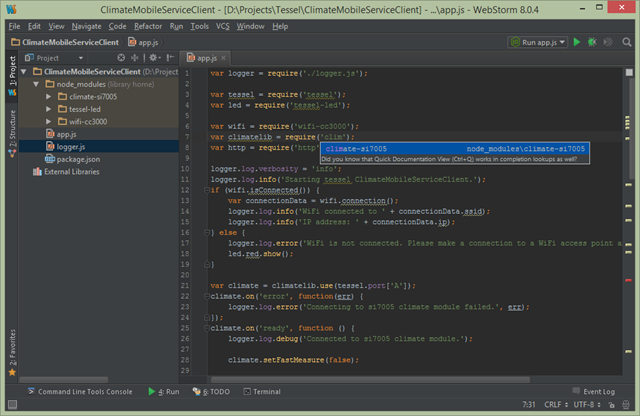 ClimateMobileServiceClient - [D:\Projects\Tessel\ClimateMobileServiceClient] - ...\app.js - WebStorm 8.0.4
File Edit View Navigate Code Refactor Run Tools VCS Window Help
ClimateMobileServiceClient app.js Run app.js
Project app.js
1: Project
ClimateMobileServiceClient (D:\Project
node_modules (library home)
climate-si7005
tessel-led
wifi-cc3000
app.js
logger.js
package.json
External Libraries
7: Structure
2: Favorites
1 var logger = require('./logger.js');
2
3 var tessel = require('tessel');
4 var led = require('tessel-led');
5
6 var wifi = require('wifi-cc3000');
7 var climatelib = require('clim');
8 var http = require('http'
climate-si7005 node_modules\climate-si7005
Did you know that Quick Documentation View (Ctrl+Q) works in completion lookups as well?
9
10 logger.log.verbosity = 'info';
11 logger.log.info('Starting tessel ClimateMobileServiceClient.');
12 if (wifi.isConnected()) {
13 var connectionData = wifi.connection();
14 logger.log.info('WiFi connected to ' + connectionData.ssid);
15 logger.log.info('IP address: ' + connectionData.ip);
16 } else {
17 logger.log.error('WiFi is not connected. Please make a connection to a WiFi access point a
18 led.red.show();
19 }
20
21 var climate = climatelib.use(tessel.port['A']);
22 climate.on('error', function(err) {
23 logger.log.error('Connecting to si7005 climate module failed.', err);
24 });
25 climate.on('ready', function () {
26 logger.log.debug('Connected to si7005 climate module.');
27
28 climate.setFastMeasure(false);
29
Command Line Tools Console 4: Run 6: TODO Terminal Event Log
7:31 CRLF UTF-8